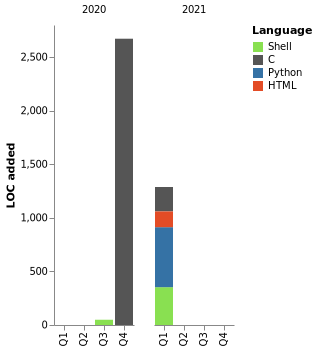 2020 2021
Language
Shell
C
Python
HTML
LOC added
2,500
2,000
1,500
1,000
500
0
Q1 Q2 Q3 Q4 Q1 Q2 Q3 Q4